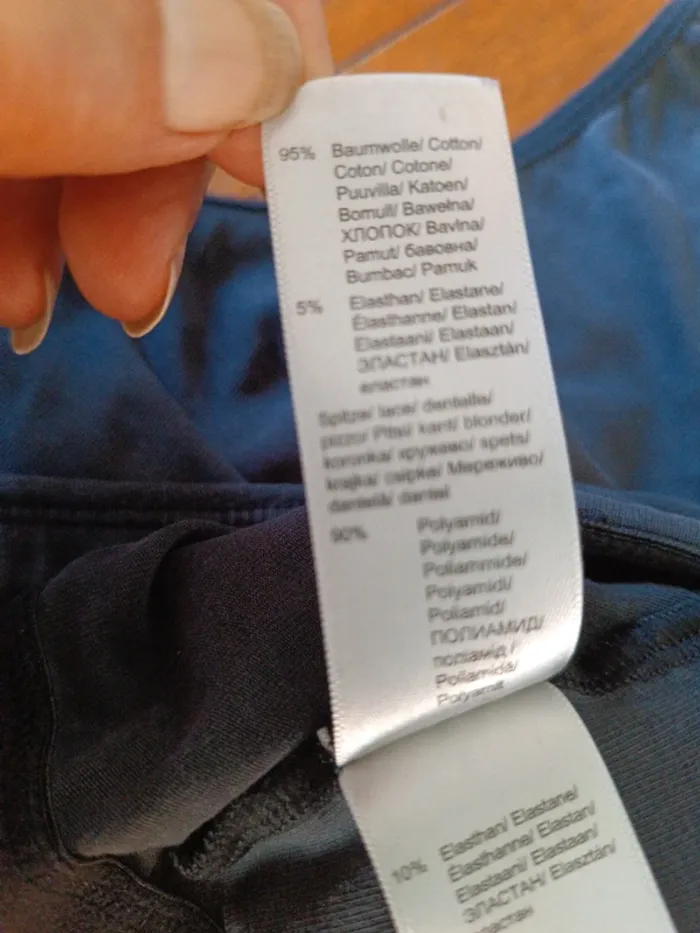 95% Baumwolle/ Cotton/
Coton/ Cotone/
Puuvilla/ Katoen/
Bomull/ Bawełna/
ХЛОПОК/ Bavlna/
Pamut/ бавовна/
Bumbac/ Pamuk
5% Elasthan/ Elastane/
Élasthanne/ Elastan/
Elastaani/ Elastaan/
ЭЛАСТАН/ Elasztán/
еластан
Spitze/ lace/ dentelle/
pizzo/ Pitsi/ kant/ blonder/
koronka/ кружево/ spets/
krajka/ csipke/ Мереживо/
dantelă/ dantel
90% Polyamid/
Polyamide/
Poliammide/
Polyamidi/
Poliamid/
ПОЛИАМИД/
поліамід /
Poliamidă/
Polyamit
10% Elasthan/ Elastane/
Élasthanne/ Elastan/
Elastaani/ Elastaan/
ЭЛАСТАН/ Elasztán/
еластан